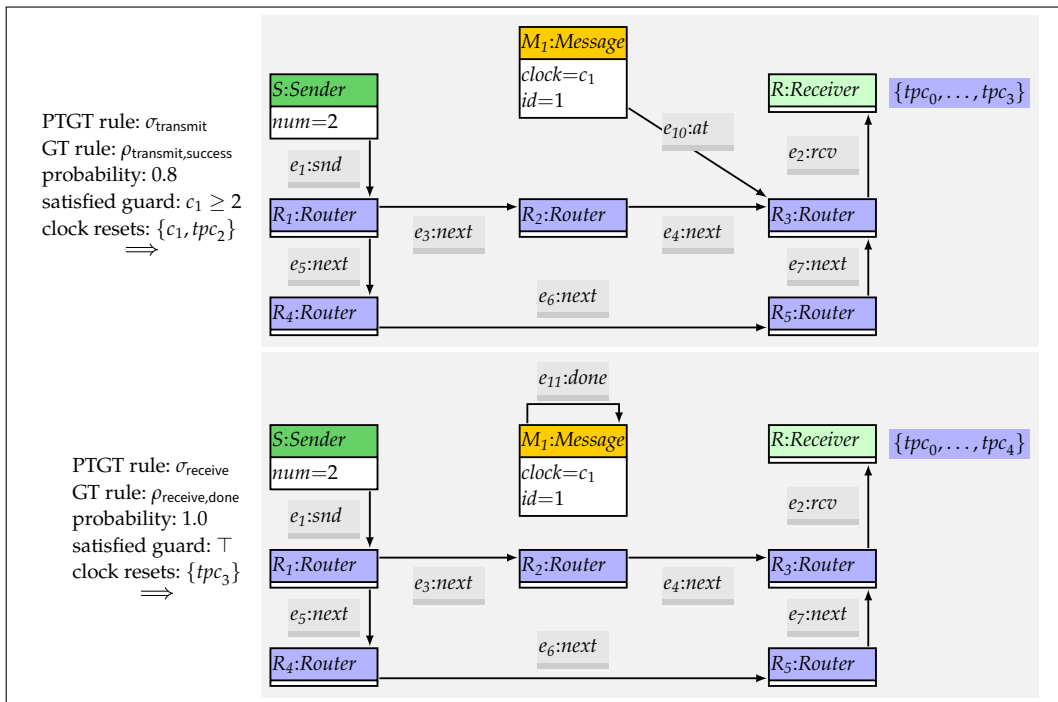 M₁:Message
S:Sender
clock=c₁
R:Receiver
{tpc₀, . . . , tpc₃}
id=1
PTGT rule: σtransmit
num=2
GT rule: ρtransmit,success
e₁₀:at
probability: 0.8
e₁:snd
e₂:rcv
satisfied guard: c₁ ≥ 2
R₁:Router
R₂:Router
R₃:Router
clock resets: {c₁, tpc₂}
e₃:next
e₄:next
⟹
e₅:next
e₇:next
e₆:next
R₄:Router
R₅:Router
e₁₁:done
S:Sender
M₁:Message
R:Receiver
{tpc₀, . . . , tpc₄}
PTGT rule: σreceive
num=2
clock=c₁
id=1
GT rule: ρreceive,done
probability: 1.0
e₁:snd
e₂:rcv
satisfied guard: ⊤
clock resets: {tpc₃}
R₁:Router
R₂:Router
R₃:Router
⟹
e₃:next
e₄:next
e₅:next
e₇:next
e₆:next
R₄:Router
R₅:Router